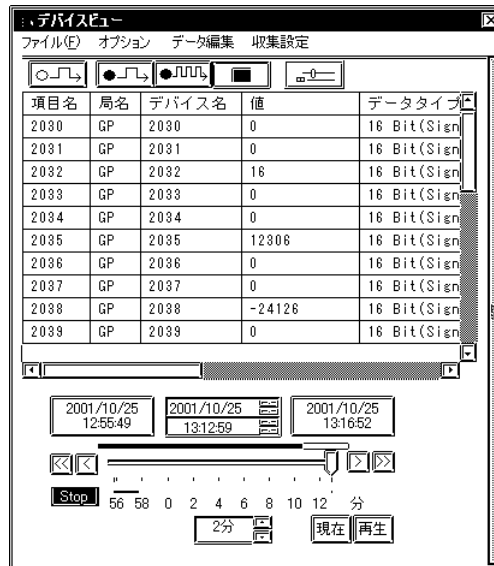 デバイスビュー
ファイル(F) オプション データ編集 収集設定
項目名 局名 デバイス名 値 データタイプ
2030 GP 2030 0 16 Bit(Sign
2031 GP 2031 0 16 Bit(Sign
2032 GP 2032 16 16 Bit(Sign
2033 GP 2033 0 16 Bit(Sign
2034 GP 2034 0 16 Bit(Sign
2035 GP 2035 12306 16 Bit(Sign
2036 GP 2036 0 16 Bit(Sign
2037 GP 2037 0 16 Bit(Sign
2038 GP 2038 -24126 16 Bit(Sign
2039 GP 2039 0 16 Bit(Sign
2001/10/25 2001/10/25 2001/10/25
12:55:49 13:12:59 13:16:52
Stop 56 58 0 2 4 6 8 10 12 分
2分 現在 再生